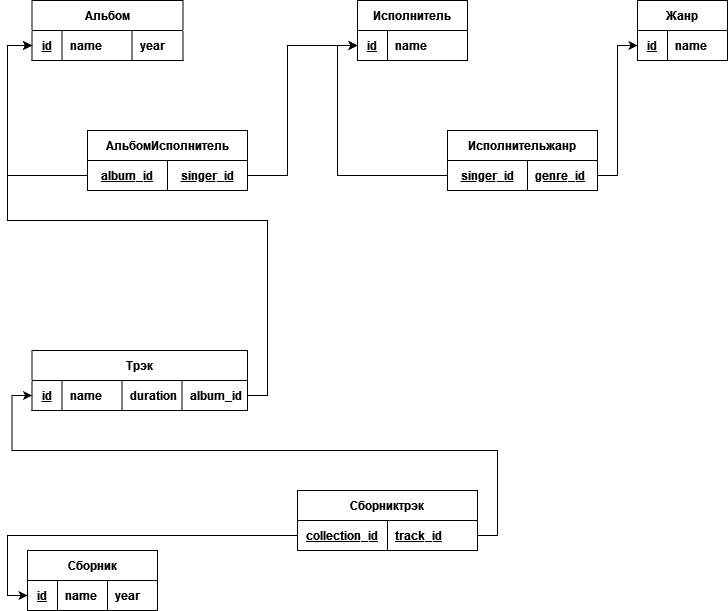 Альбом
id name year
Исполнитель
id name
Жанр
id name
АльбомИсполнитель
album_id singer_id
Исполнительжанр
singer_id genre_id
Трэк
id name duration album_id
Сборниктрэк
collection_id track_id
Сборник
id name year